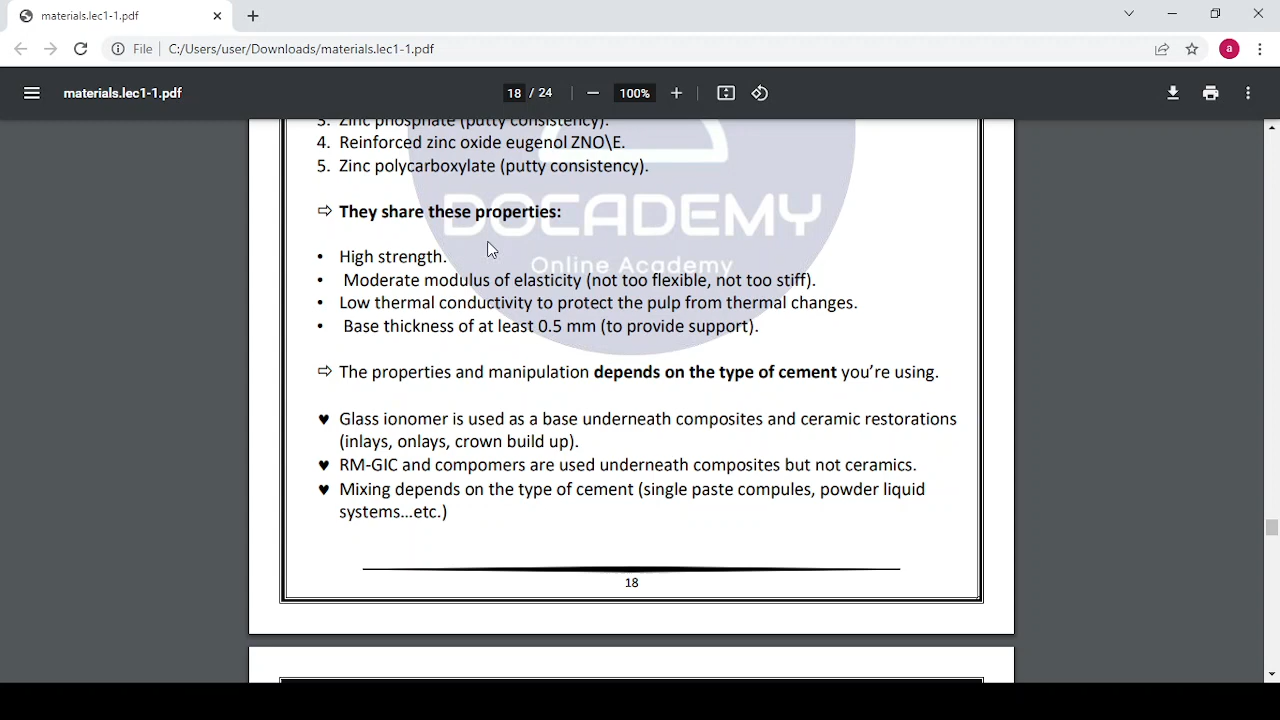 materials.lec1-1.pdf
File
C:/Users/user/Downloads/materials.lec1-1.pdf
a
materials.lec1-1.pdf
18 / 24
100%
3. Zinc phosphate (putty consistency).
4. Reinforced zinc oxide eugenol ZNO\E.
5. Zinc polycarboxylate (putty consistency).
DOCADEMY
Online Academy
⇨ They share these properties:
• High strength.
• Moderate modulus of elasticity (not too flexible, not too stiff).
• Low thermal conductivity to protect the pulp from thermal changes.
• Base thickness of at least 0.5 mm (to provide support).
⇨ The properties and manipulation depends on the type of cement you're using.
♥ Glass ionomer is used as a base underneath composites and ceramic restorations
(inlays, onlays, crown build up).
♥ RM-GIC and compomers are used underneath composites but not ceramics.
♥ Mixing depends on the type of cement (single paste compules, powder liquid
systems...etc.)
18